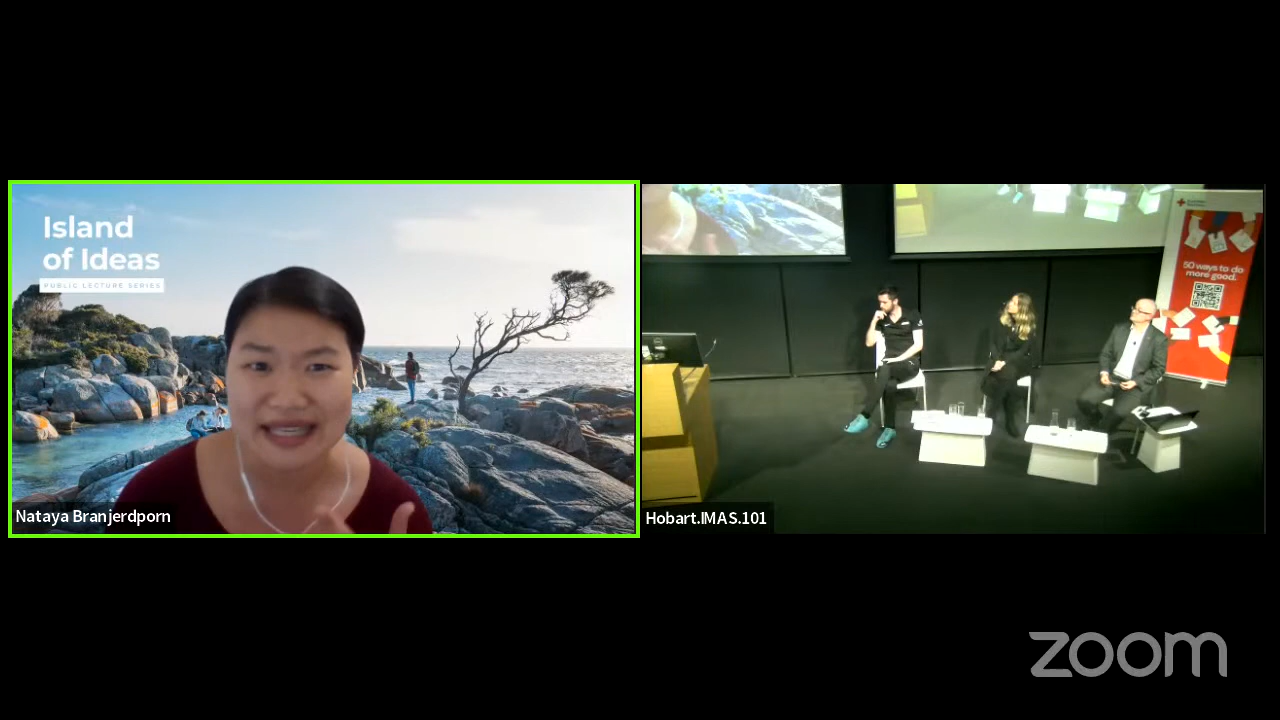 Island
of Ideas
PUBLIC LECTURE SERIES
Nataya Branjerdporn
50 ways to do
more good.
Hobart.IMAS.101
zoom